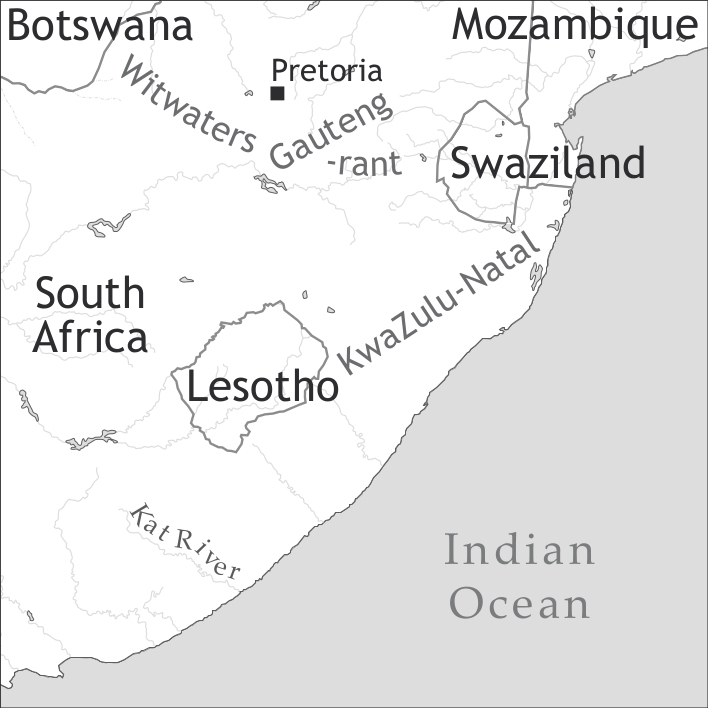 Botswana
Mozambique
Pretoria
Witwaters
Gauteng
-rant
Swaziland
KwaZulu-Natal
South
Africa
Lesotho
Kat River
Indian
Ocean